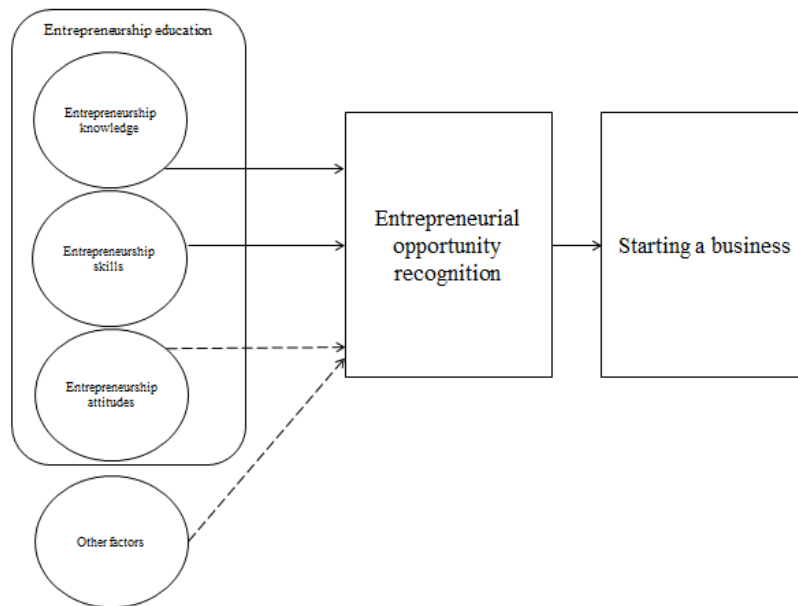 Entrepreneurship education
Entrepreneurship
knowledge
Entrepreneurship
skills
Entrepreneurship
attitudes
Other factors
Entrepreneurial
opportunity
recognition
Starting a business